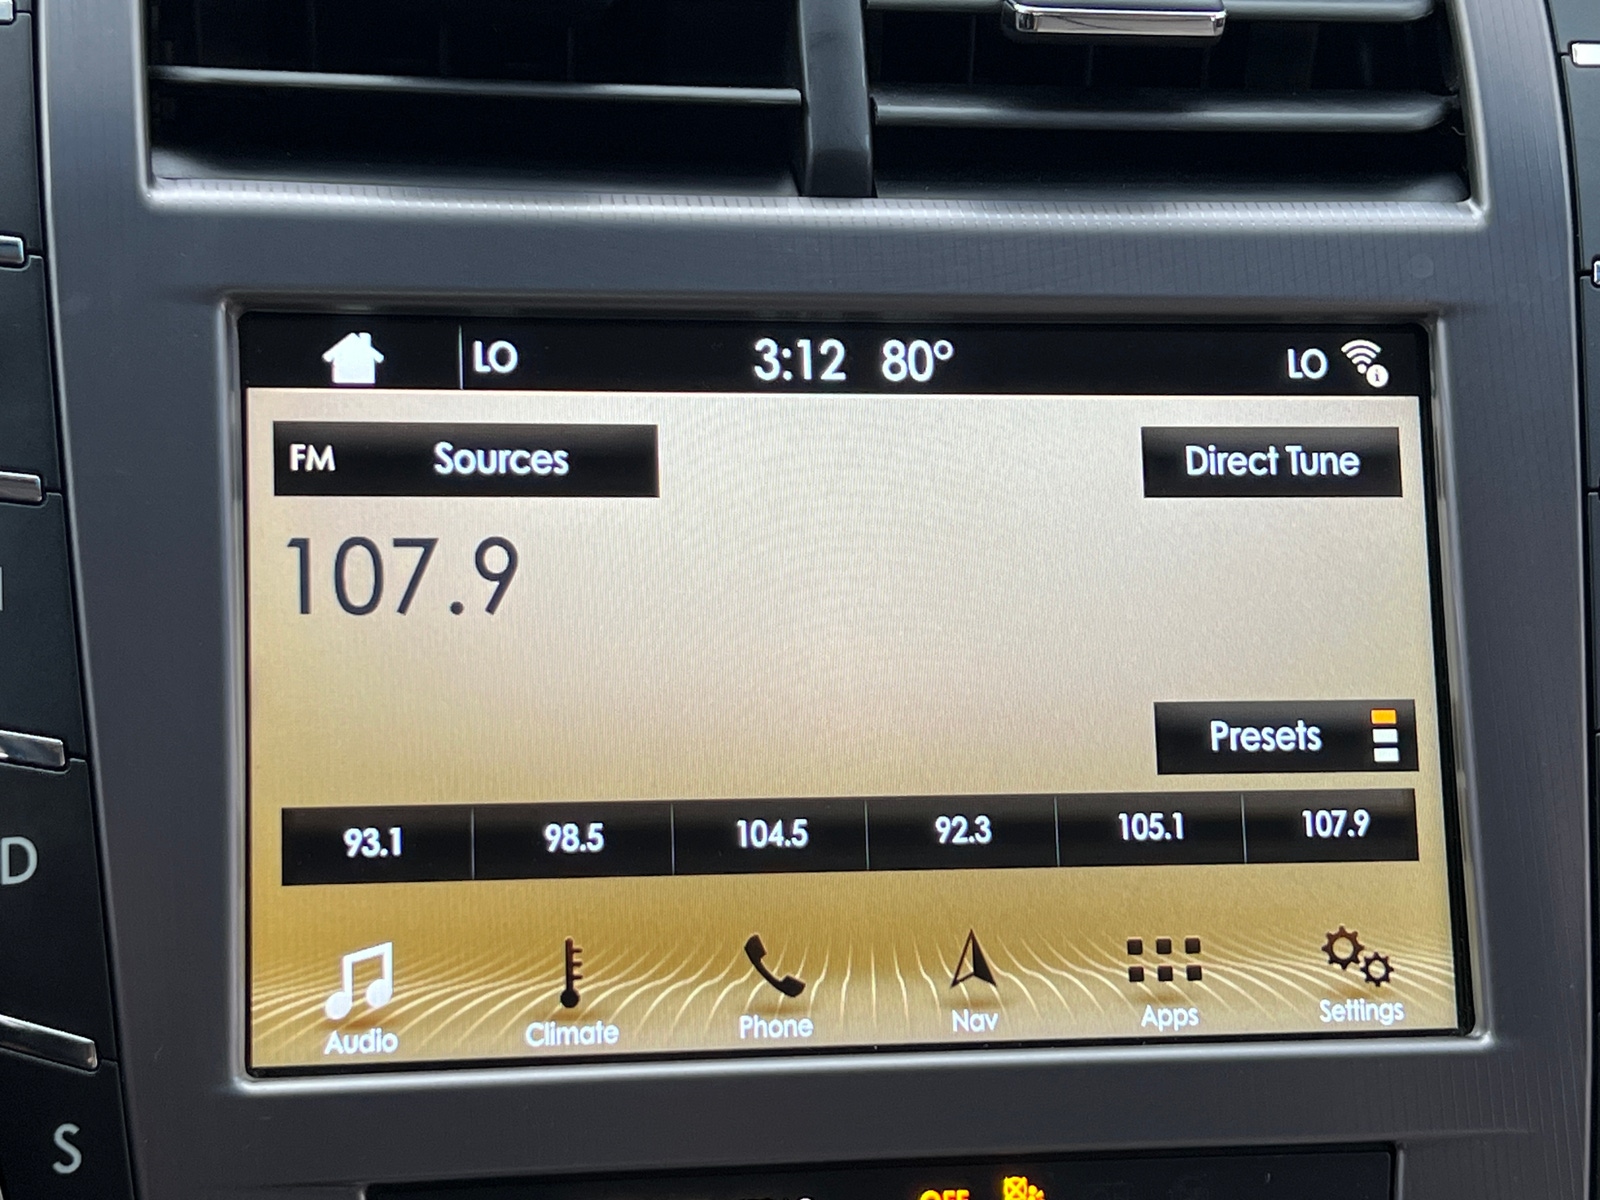 LO 3:12 80° LO
FM Sources Direct Tune
107.9
Presets
93.1 98.5 104.5 92.3 105.1 107.9
Audio Climate Phone Nav Apps Settings
D
S
OFF